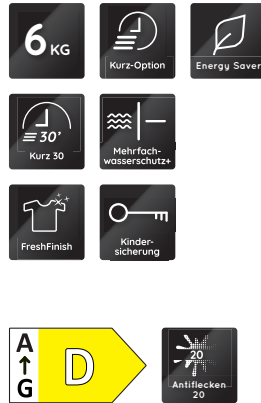 6 KG
Kurz-Option
Energy Saver
30'
Kurz 30
Mehrfach-
wasserschutz+
FreshFinish
Kinder-
sicherung
A
G
D
20
Antiflecken
20